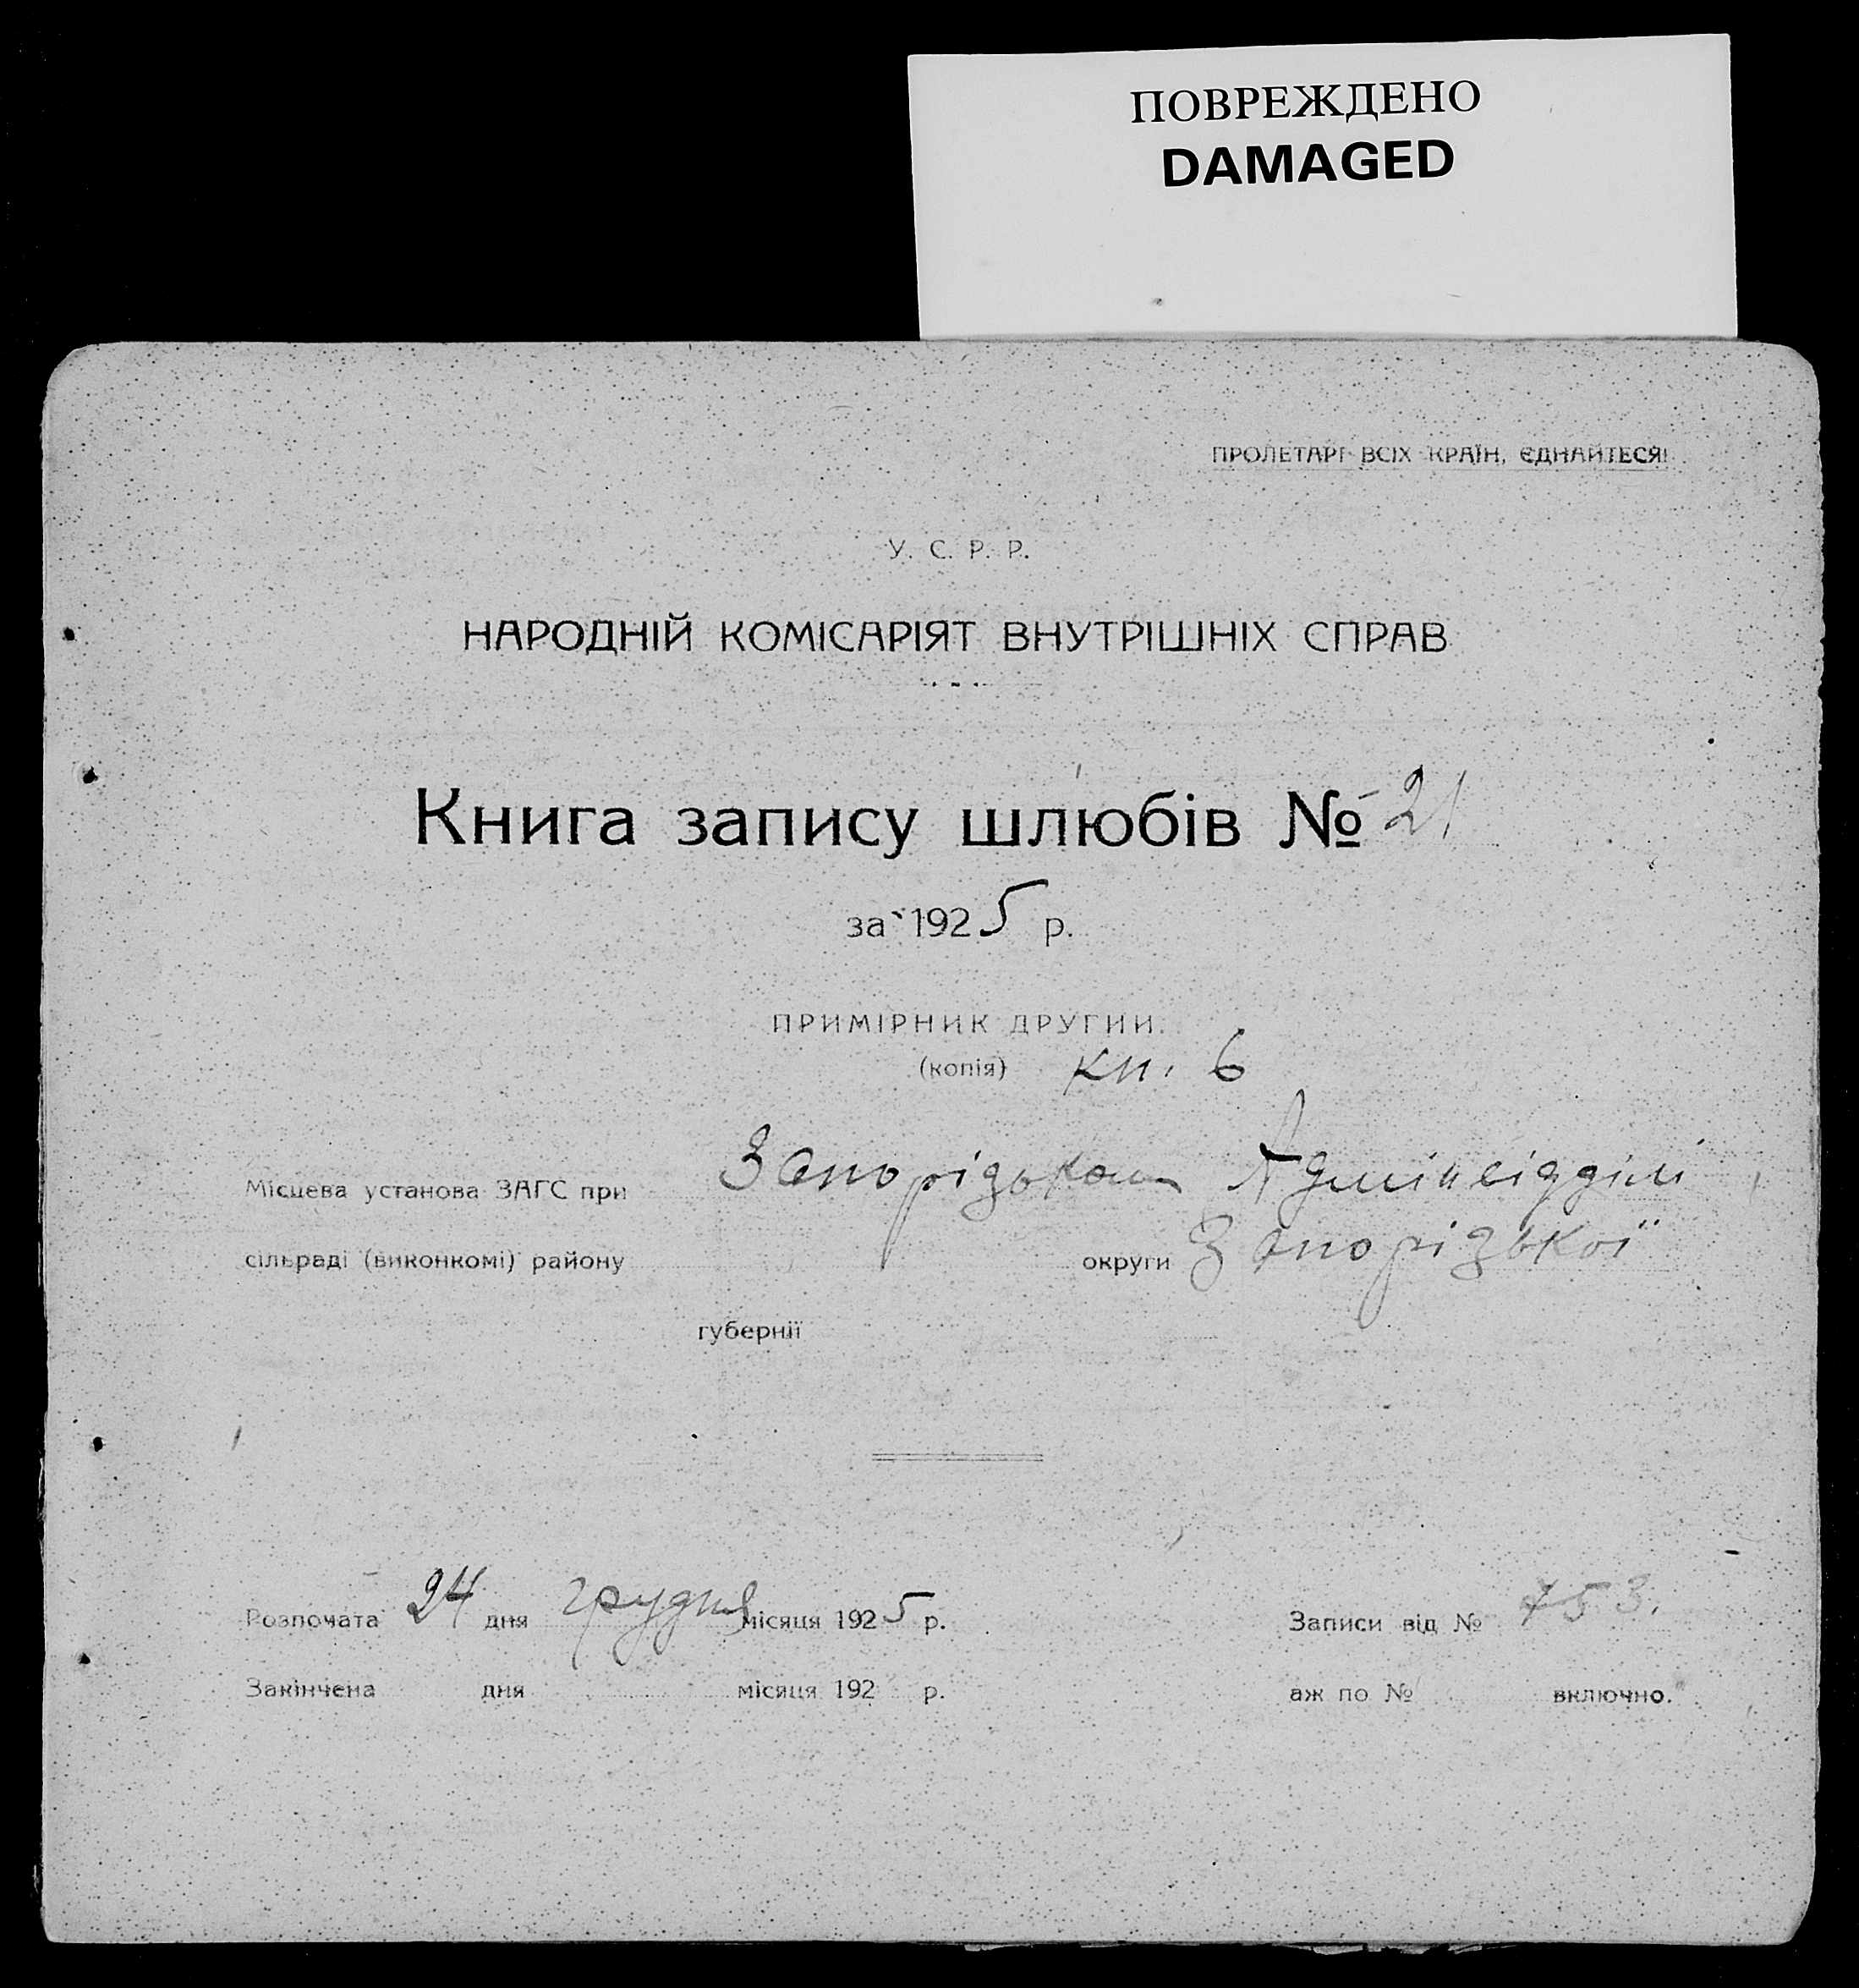 ПОВРЕЖДЕНО
DAMAGED
ПРОЛЕТАРІ ВСІХ КРАЇН, ЄДНАЙТЕСЯ!
У. С. Р. Р.
НАРОДНІЙ КОМІСАРІЯТ ВНУТРІШНІХ СПРАВ
Книга запису шлюбів № 21
за 1925 р.
ПРИМІРНИК ДРУГИЙ.
(копія) кн. 6
Місцева установа ЗАГС при Запорізьком Адмінвідділі
сільраді (виконкомі) району округи Запорізької
губернії
Розпочата 24 дня грудня місяця 1925 р. Записи від № 753.
Закінчена дня місяця 192 р. аж по № включно.